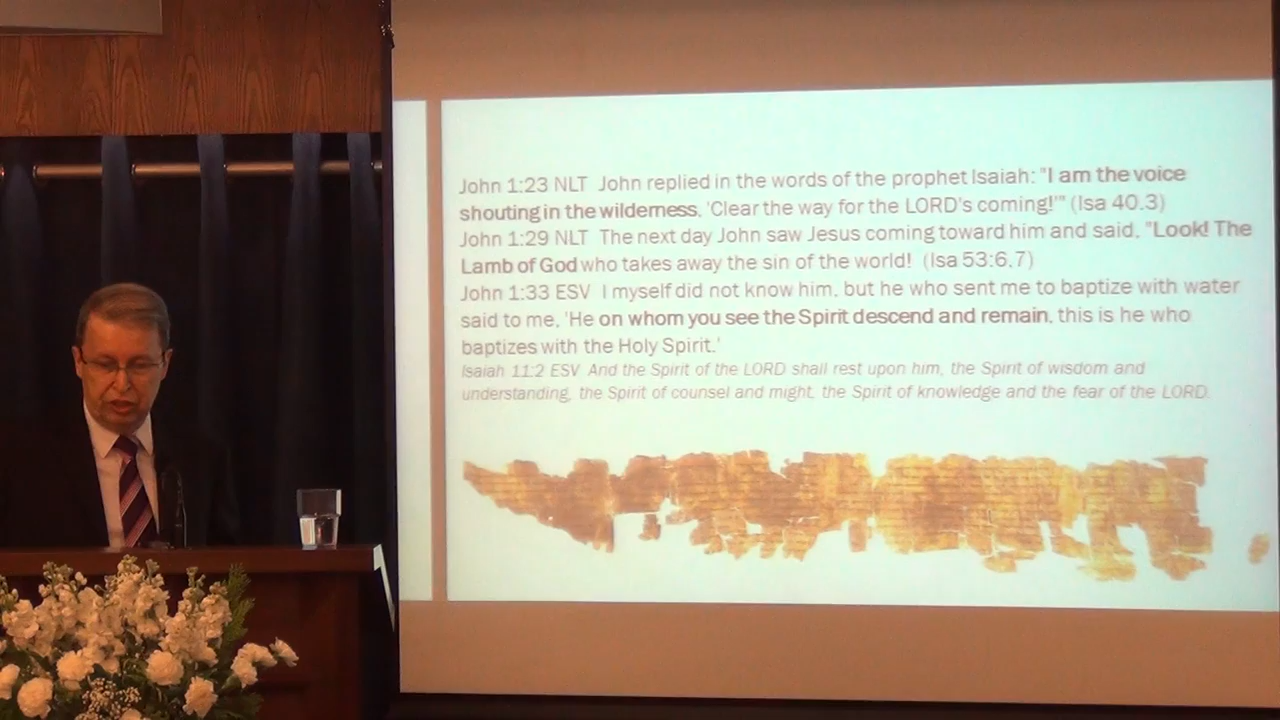 John 1:23 NLT John replied in the words of the prophet Isaiah: "I am the voice
shouting in the wilderness, 'Clear the way for the LORD's coming!'" (Isa 40.3)
John 1:29 NLT The next day John saw Jesus coming toward him and said, "Look! The
Lamb of God who takes away the sin of the world! (Isa 53:6,7)
John 1:33 ESV I myself did not know him, but he who sent me to baptize with water
said to me, 'He on whom you see the Spirit descend and remain, this is he who
baptizes with the Holy Spirit.'
Isaiah 11:2 ESV And the Spirit of the LORD shall rest upon him, the Spirit of wisdom and
understanding, the Spirit of counsel and might, the Spirit of knowledge and the fear of the LORD.